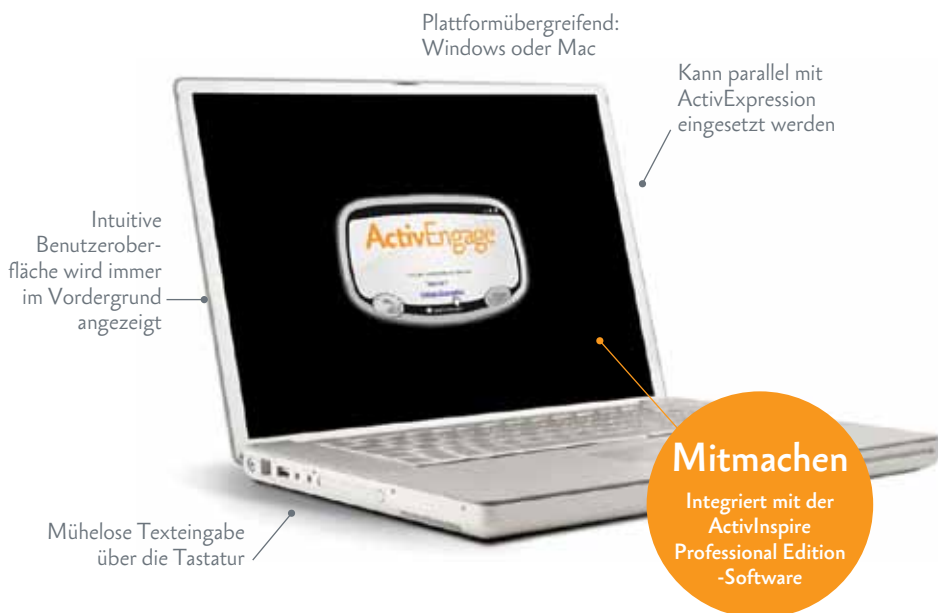 Plattformübergreifend:
Windows oder Mac
Kann parallel mit
ActivExpression
eingesetzt werden
Intuitive
Benutzerober-
fläche wird immer
im Vordergrund
angezeigt
ActivEngage
Mitmachen
Integriert mit der
ActivInspire
Professional Edition
-Software
Mühelose Texteingabe
über die Tastatur